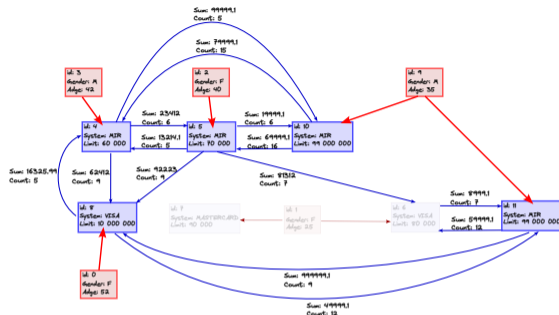 Sum: 99999,1
Count: 5
Sum: 79999,1
Count: 15
id: 3
Gender: M
Adge: 42
id: 2
Gender: F
Adge: 40
id: 9
Gender: M
Adge: 35
Sum: 23412
Count: 6
Sum: 19999,1
Count: 6
id: 4
System: MIR
Limit: 60 000
id: 5
System: MIR
Limit: 70 000
id: 10
System: MIR
Limit: 99 000 000
Sum: 13214,1
Count: 5
Sum: 69999,1
Count: 16
Sum: 16325,99
Count: 5
Sum: 62412
Count: 9
Sum: 92223
Count: 9
Sum: 81312
Count: 7
Sum: 8999,1
Count: 7
id: 8
System: VISA
Limit: 10 000 000
id: 7
System: MASTERCARD
Limit: 90 000
id: 1
Gender: F
Adge: 25
id: 6
System: VISA
Limit: 80 000
id: 11
System: MIR
Limit: 99 000 000
Sum: 59999,1
Count: 12
id: 0
Gender: F
Adge: 52
Sum: 999999,1
Count: 9
Sum: 49999,1
Count: 12